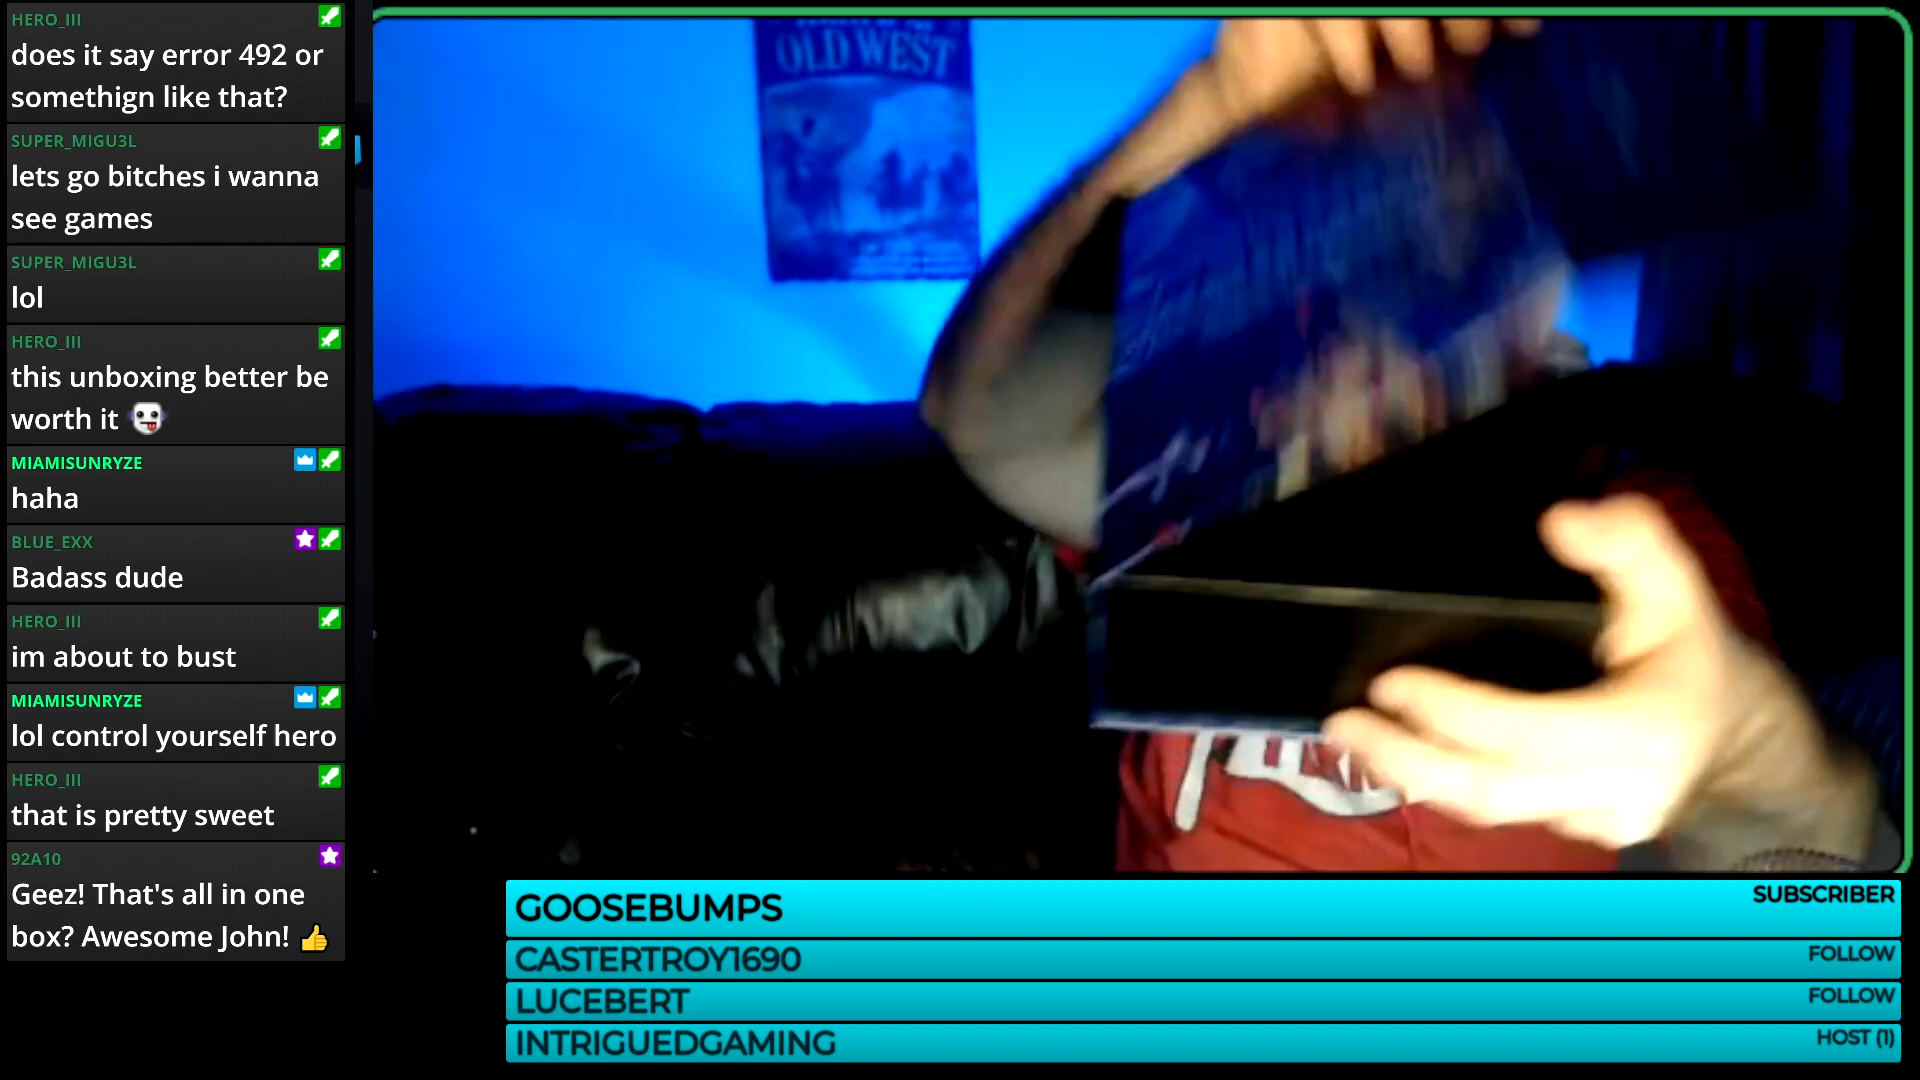 HERO_III
does it say error 492 or
somethign like that?
SUPER_MIGU3L
lets go bitches i wanna
see games
SUPER_MIGU3L
lol
HERO_III
this unboxing better be
worth it
MIAMISUNRYZE
haha
BLUE_EXX
Badass dude
HERO_III
im about to bust
MIAMISUNRYZE
lol control yourself hero
HERO_III
that is pretty sweet
92A10
Geez! That's all in one
box? Awesome John! 👍
OLD WEST
GOOSEBUMPS SUBSCRIBER
CASTERTROY1690 FOLLOW
LUCEBERT FOLLOW
INTRIGUEDGAMING HOST (1)